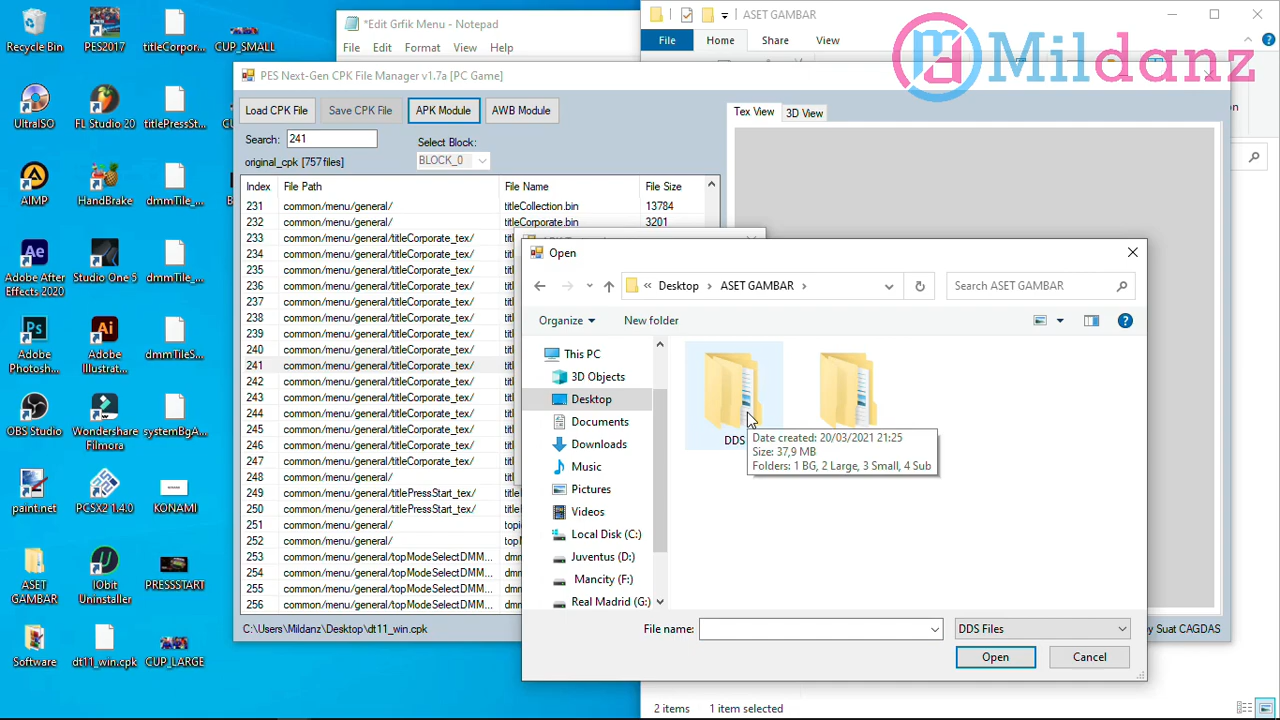 Recycle Bin
PES2017
titleCorpor...
CUP_SMALL
UltraISO
FL Studio 20
titlePressSt...
AIMP
HandBrake
dmmTile_...
Adobe After
Effects 2020
Studio One 5
dmmTile_...
Adobe
Photosh...
Adobe
Illustrat...
dmmTileS...
OBS Studio
Wondershare
Filmora
systemBgA...
paint.net
PCSX2 1.4.0
KONAMI
ASET
GAMBAR
IObit
Uninstaller
PRESSSTART
Software
dt11_win.cpk
CUP_LARGE
*Edit Grfik Menu - Notepad
File Edit Format View Help
ASET GAMBAR
File Home Share View
Mildanz
PES Next-Gen CPK File Manager v1.7a [PC Game]
Load CPK File Save CPK File APK Module AWB Module
Search: 241
Select Block:
original_cpk [757 files]
BLOCK_0
Tex View 3D View
Index File Path File Name File Size
231 common/menu/general/ titleCollection.bin 13784
232 common/menu/general/ titleCorporate.bin 3201
233 common/menu/general/titleCorporate_tex/
234 common/menu/general/titleCorporate_tex/
235 common/menu/general/titleCorporate_tex/
236 common/menu/general/titleCorporate_tex/
237 common/menu/general/titleCorporate_tex/
238 common/menu/general/titleCorporate_tex/
239 common/menu/general/titleCorporate_tex/
240 common/menu/general/titleCorporate_tex/
241 common/menu/general/titleCorporate_tex/
242 common/menu/general/titleCorporate_tex/
243 common/menu/general/titleCorporate_tex/
244 common/menu/general/titleCorporate_tex/
245 common/menu/general/titleCorporate_tex/
246 common/menu/general/titleCorporate_tex/
247 common/menu/general/titleCorporate_tex/
248 common/menu/general/
249 common/menu/general/titlePressStart_tex/
250 common/menu/general/titlePressStart_tex/
251 common/menu/general/
252 common/menu/general/
253 common/menu/general/topModeSelectDMM...
254 common/menu/general/topModeSelectDMM...
255 common/menu/general/topModeSelectDMM...
256 common/menu/general/topModeSelectDMM...
C:\Users\Mildanz\Desktop\dt11_win.cpk
by Suat CAGDAS
Open
« Desktop › ASET GAMBAR ›
Search ASET GAMBAR
Organize New folder
This PC
3D Objects
Desktop
Documents
Downloads
Music
Pictures
Videos
Local Disk (C:)
Juventus (D:)
Mancity (F:)
Real Madrid (G:)
DDS
Date created: 20/03/2021 21:25
Size: 37,9 MB
Folders: 1 BG, 2 Large, 3 Small, 4 Sub
File name:
DDS Files
Open Cancel
2 items 1 item selected